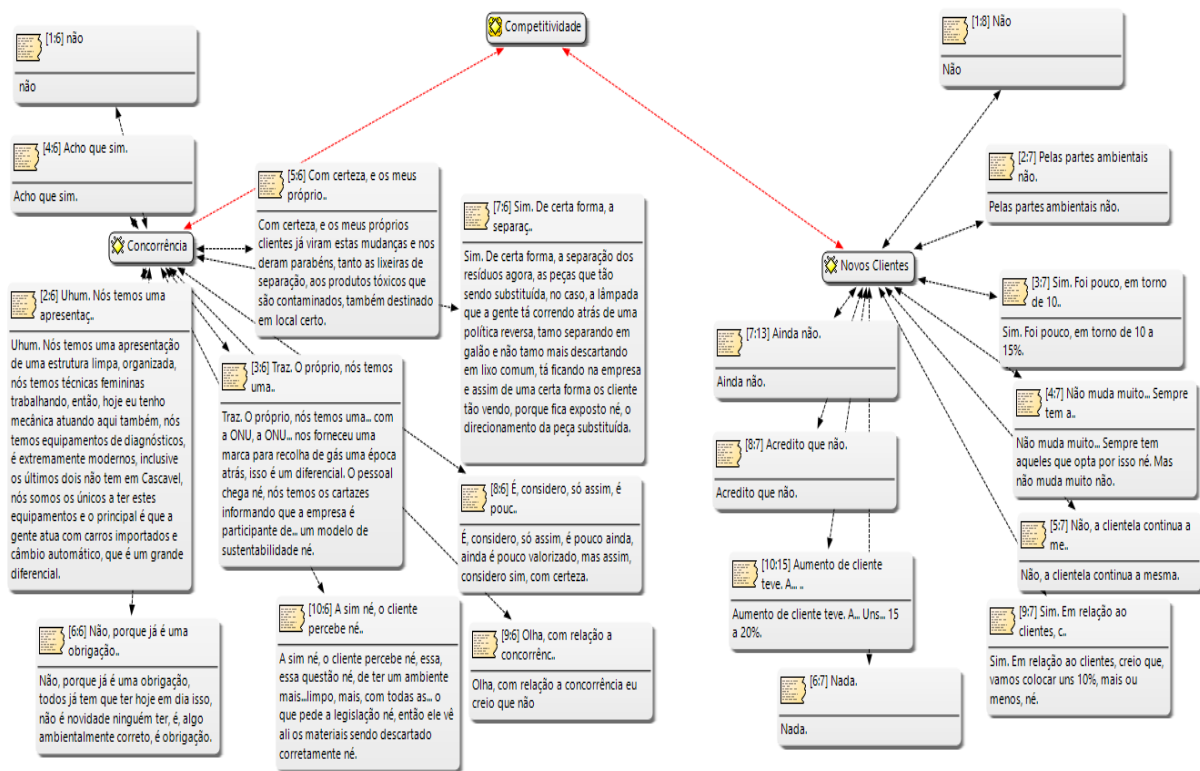 Competitividade
[1:6] não
não
[4:6] Acho que sim.
Acho que sim.
Concorrência
[5:6] Com certeza, e os meus
próprio..
Com certeza, e os meus próprios
clientes já viram estas mudanças e nos
deram parabéns, tanto as lixeiras de
separação, aos produtos tóxicos que
são contaminados, também destinado
em local certo.
[7:6] Sim. De certa forma, a
separaç..
Sim. De certa forma, a separação dos
resíduos agora, as peças que tão
sendo substituída, no caso, a lâmpada
que a gente tá correndo atrás de uma
política reversa, tamo separando em
galão e não tamo mais descartando
em lixo comum, tá ficando na empresa
e assim de uma certa forma os cliente
tão vendo, porque fica exposto né, o
direcionamento da peça substituída.
[2:6] Uhum. Nós temos uma
apresentaç..
Uhum. Nós temos uma apresentação
de uma estrutura limpa, organizada,
nós temos técnicas femininas
trabalhando, então, hoje eu tenho
mecânica atuando aqui também, nós
temos equipamentos de diagnósticos,
é extremamente modernos, inclusive
os últimos dois não tem em Cascavel,
nós somos os únicos a ter estes
equipamentos e o principal é que a
gente atua com carros importados e
câmbio automático, que é um grande
diferencial.
[3:6] Traz. O próprio, nós temos
uma..
Traz. O próprio, nós temos uma... com
a ONU, a ONU... nos forneceu uma
marca para recolha de gás uma época
atrás, isso é um diferencial. O pessoal
chega né, nós temos os cartazes
informando que a empresa é
participante de... um modelo de
sustentabilidade né.
[8:6] É, considero, só assim, é
pouc..
É, considero, só assim, é pouco ainda,
ainda é pouco valorizado, mas assim,
considero sim, com certeza.
[6:6] Não, porque já é uma
obrigação..
Não, porque já é uma obrigação,
todos já tem que ter hoje em dia isso,
não é novidade ninguém ter, é, algo
ambientalmente correto, é obrigação.
[10:6] A sim né, o cliente
percebe né..
A sim né, o cliente percebe né, essa,
essa questão né, de ter um ambiente
mais...limpo, mais, com todas as... o
que pede a legislação né, então ele vê
ali os materiais sendo descartado
corretamente né.
[9:6] Olha, com relação a
concorrênc..
Olha, com relação a concorrência eu
creio que não
[1:8] Não
Não
[2:7] Pelas partes ambientais
não.
Pelas partes ambientais não.
Novos Clientes
[3:7] Sim. Foi pouco, em torno
de 10..
Sim. Foi pouco, em torno de 10 a
15%.
[7:13] Ainda não.
Ainda não.
[4:7] Não muda muito... Sempre
tem a..
Não muda muito... Sempre tem
aqueles que opta por isso né. Mas
não muda muito não.
[8:7] Acredito que não.
Acredito que não.
[5:7] Não, a clientela continua a
me..
Não, a clientela continua a mesma.
[10:15] Aumento de cliente
teve. A... ..
Aumento de cliente teve. A... Uns... 15
a 20%.
[9:7] Sim. Em relação ao
clientes, c..
Sim. Em relação ao clientes, creio que,
vamos colocar uns 10%, mais ou
menos, né.
[6:7] Nada.
Nada.